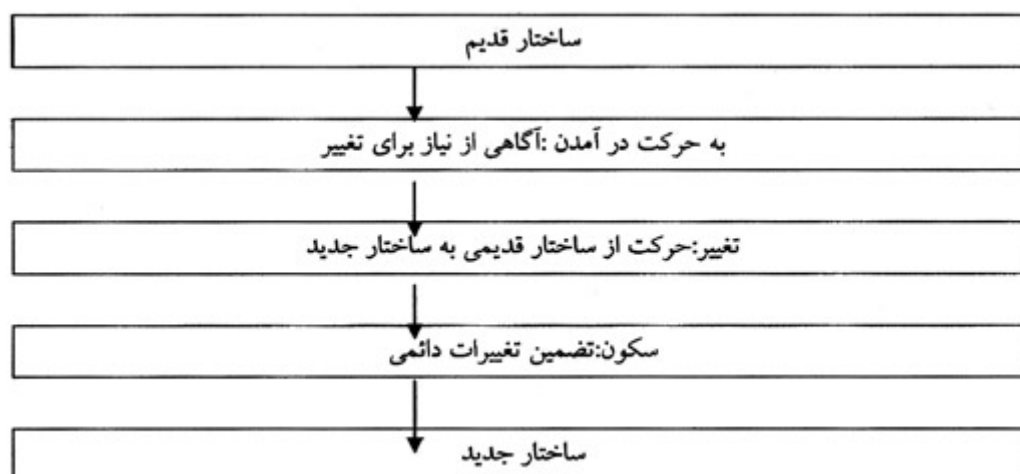 ساختار قدیم
به حرکت در آمدن :آگاهی از نیاز برای تغییر
تغییر:حرکت از ساختار قدیمی به ساختار جدید
سکون:تضمین تغییرات دائمی
ساختار جدید